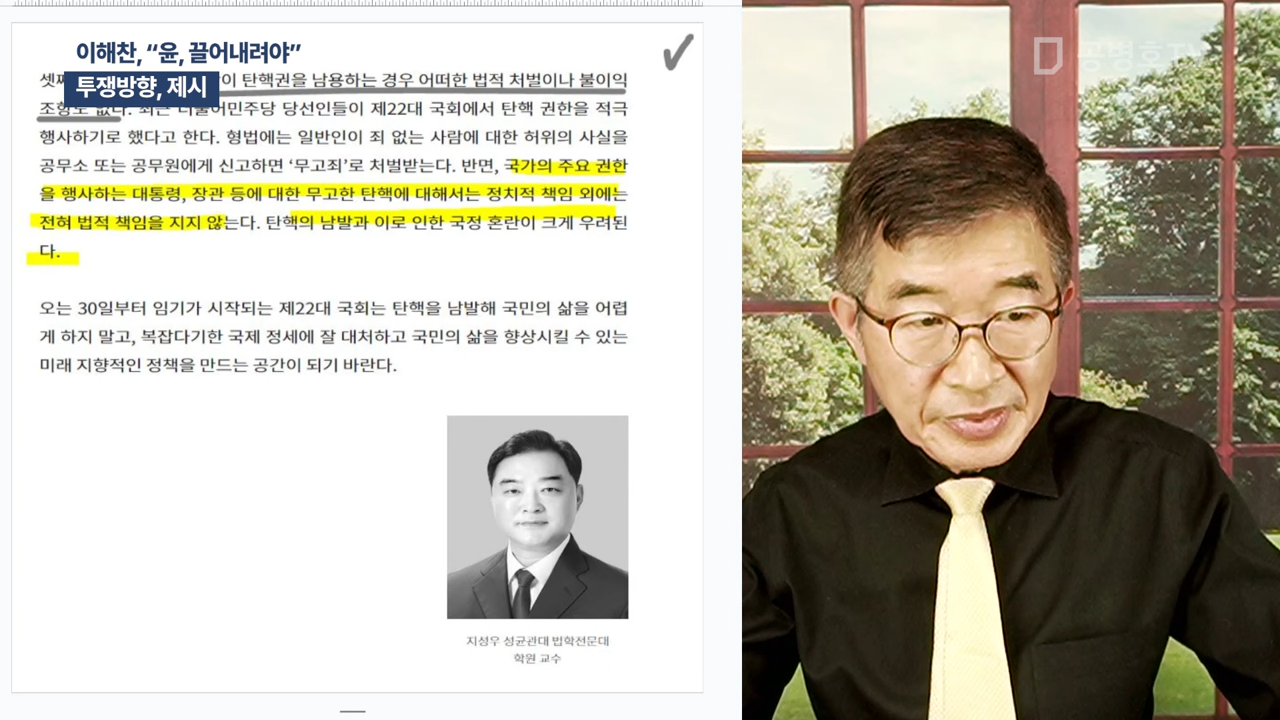 이해찬, “윤, 끌어내려야”
투쟁방향, 제시
공병호TV
셋째 이 탄핵권을 남용하는 경우 어떠한 법적 처벌이나 불이익
조항도 없다. 최근 더불어민주당 당선인들이 제22대 국회에서 탄핵 권한을 적극
행사하기로 했다고 한다. 형법에는 일반인이 죄 없는 사람에 대한 허위의 사실을
공무소 또는 공무원에게 신고하면 ‘무고죄’로 처벌받는다. 반면, 국가의 주요 권한
을 행사하는 대통령, 장관 등에 대한 무고한 탄핵에 대해서는 정치적 책임 외에는
전혀 법적 책임을 지지 않는다. 탄핵의 남발과 이로 인한 국정 혼란이 크게 우려된
다.
오는 30일부터 임기가 시작되는 제22대 국회는 탄핵을 남발해 국민의 삶을 어렵
게 하지 말고, 복잡다기한 국제 정세에 잘 대처하고 국민의 삶을 향상시킬 수 있는
미래 지향적인 정책을 만드는 공간이 되기 바란다.
지성우 성균관대 법학전문대
학원 교수